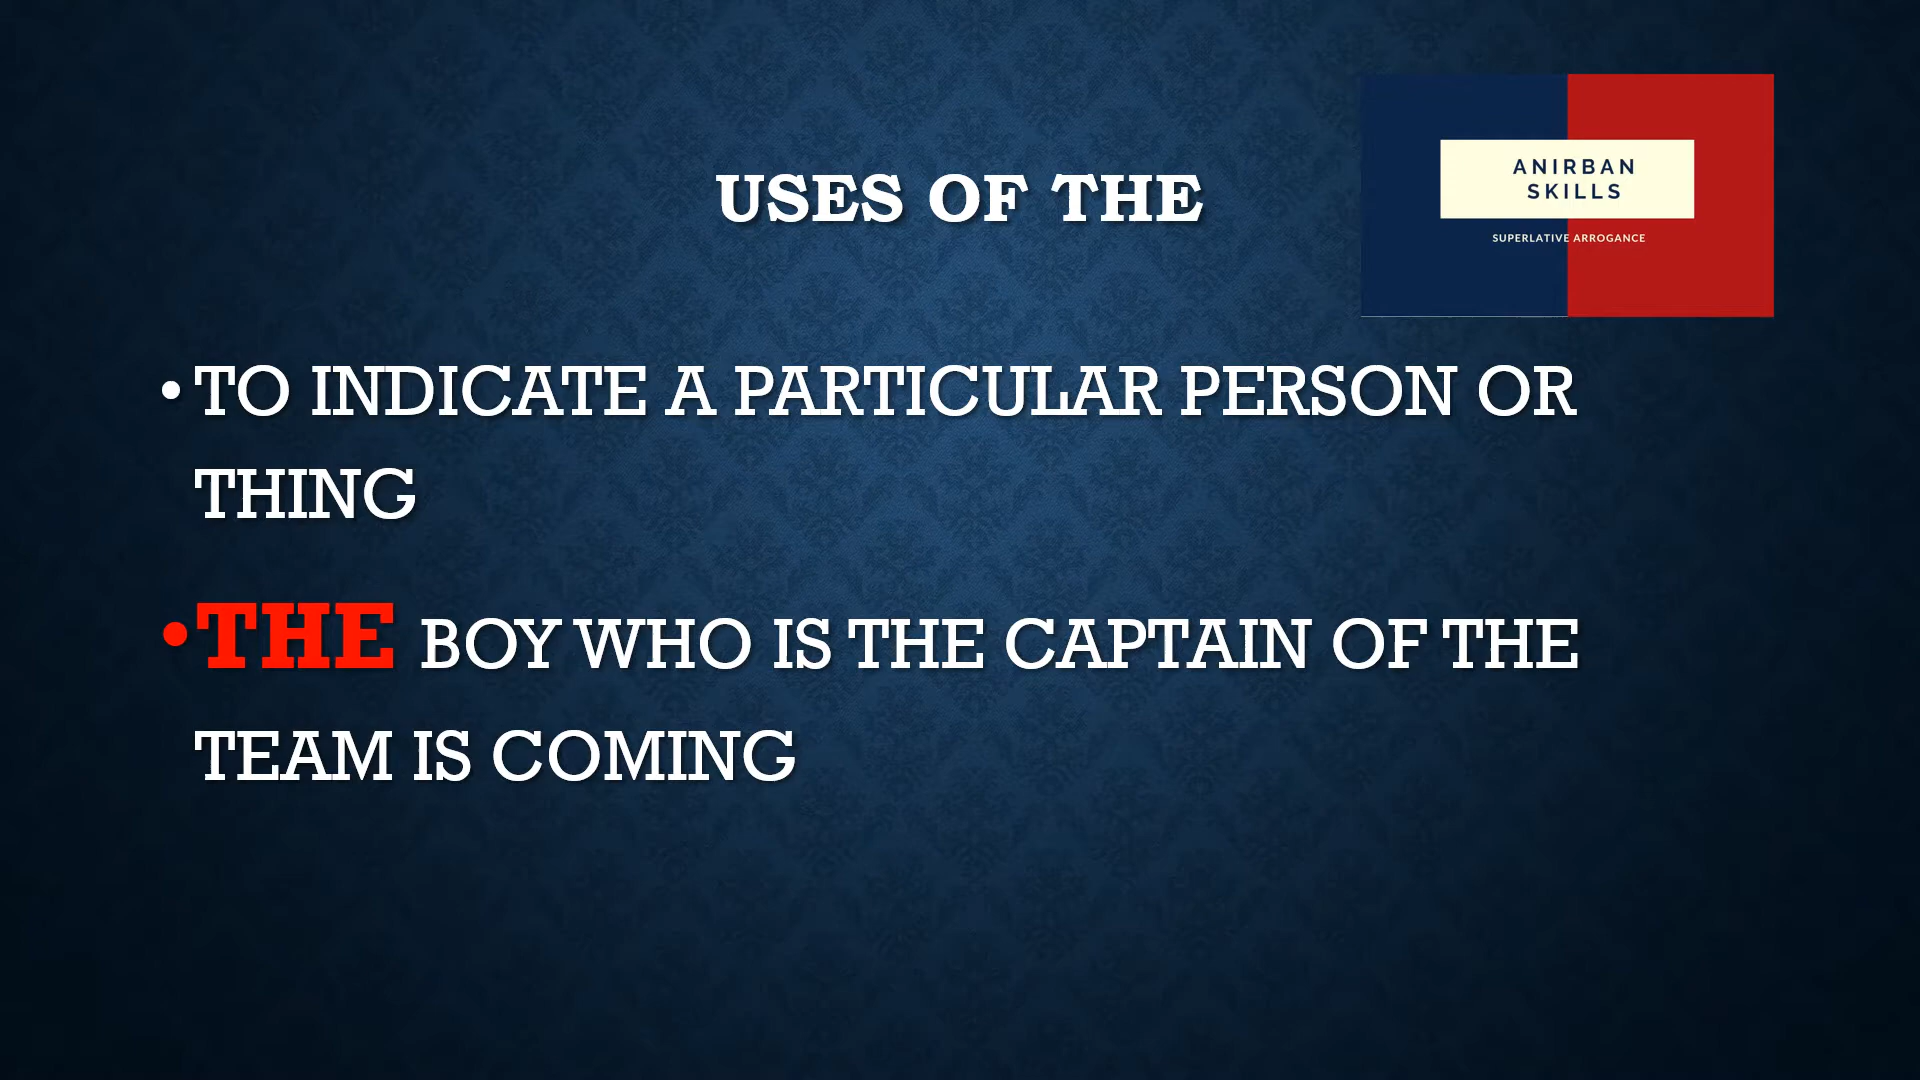 USES OF THE
ANIRBAN
SKILLS
SUPERLATIVE ARROGANCE
• TO INDICATE A PARTICULAR PERSON OR
THING
• THE BOY WHO IS THE CAPTAIN OF THE
TEAM IS COMING